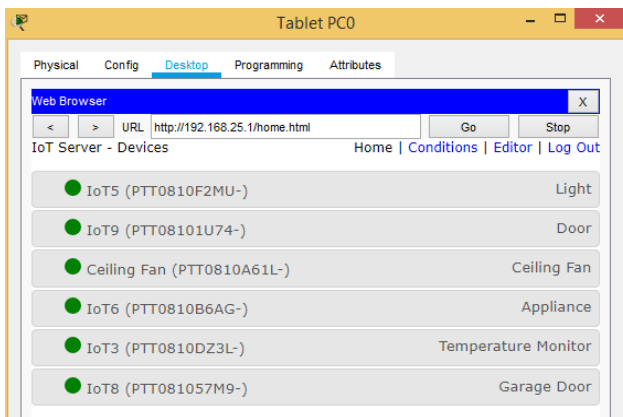 Tablet PC0
Physical Config Desktop Programming Attributes
Web Browser X
< > URL http://192.168.25.1/home.html Go Stop
IoT Server - Devices Home | Conditions | Editor | Log Out
IoT5 (PTT0810F2MU-) Light
IoT9 (PTT08101U74-) Door
Ceiling Fan (PTT0810A61L-) Ceiling Fan
IoT6 (PTT0810B6AG-) Appliance
IoT3 (PTT0810DZ3L-) Temperature Monitor
IoT8 (PTT081057M9-) Garage Door